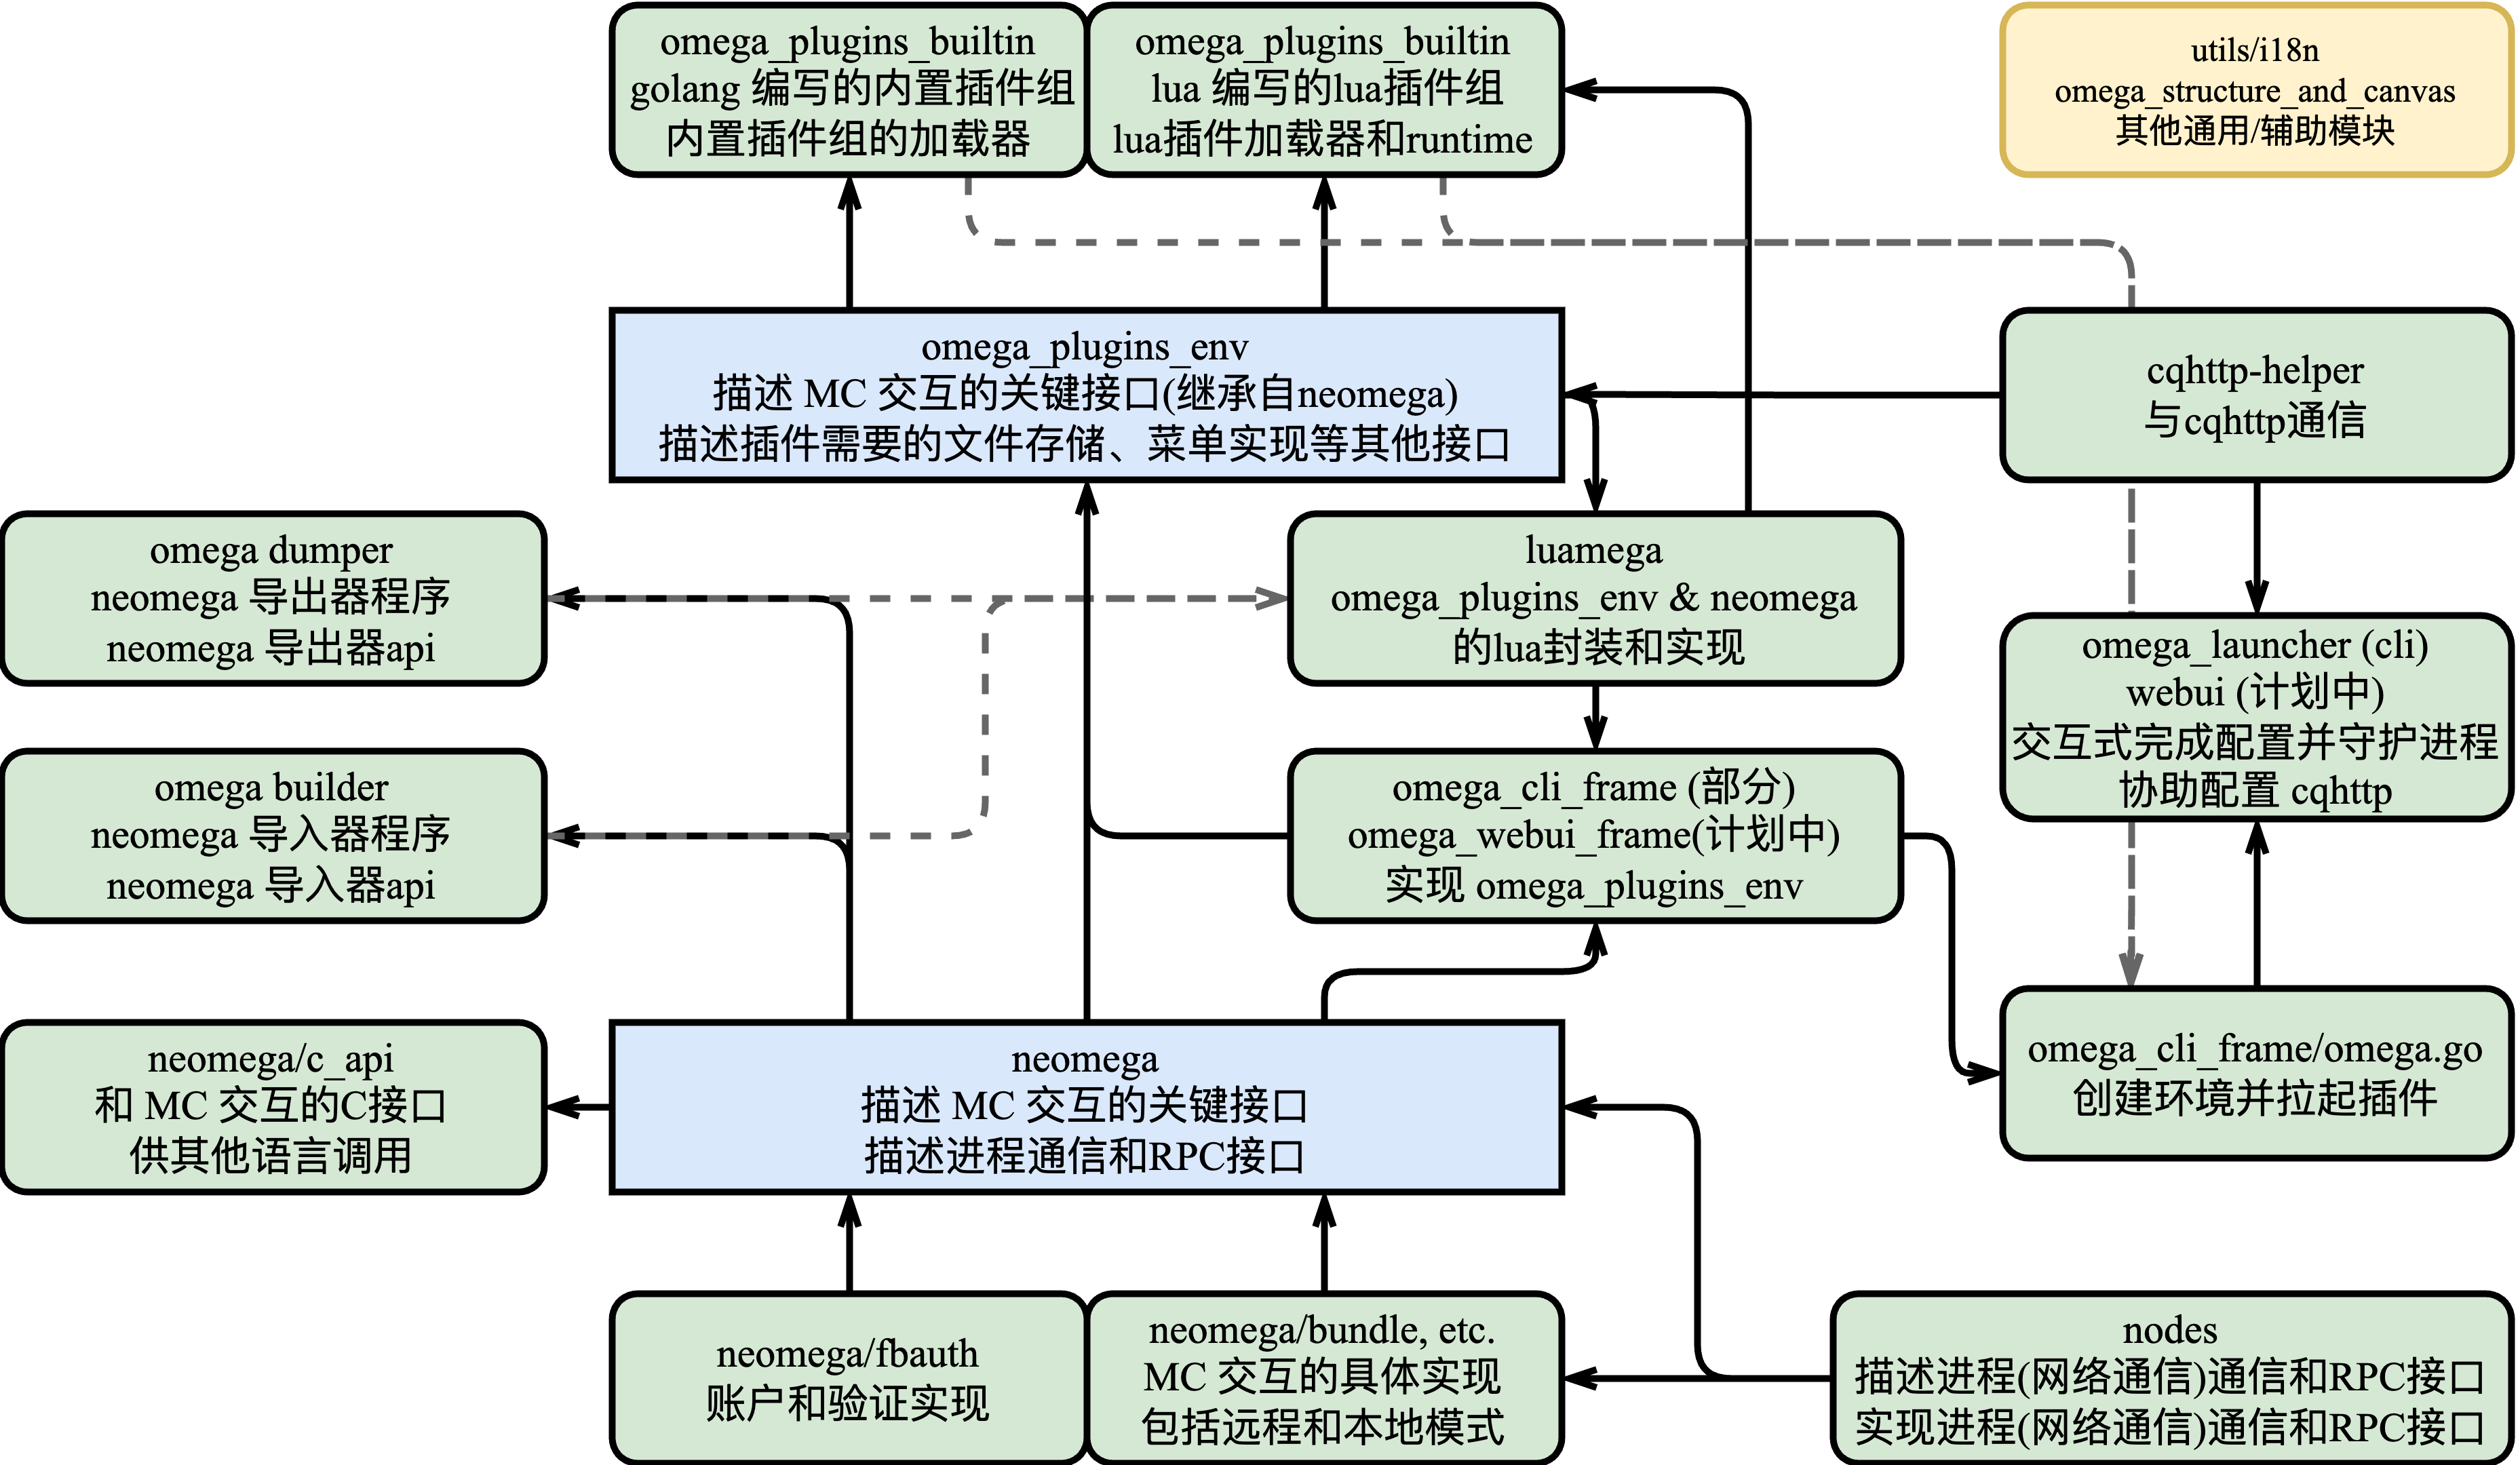 omega_plugins_builtin
golang 编写的内置插件组
内置插件组的加载器
omega_plugins_builtin
lua 编写的lua插件组
lua插件加载器和runtime
utils/i18n
omega_structure_and_canvas
其他通用/辅助模块
omega_plugins_env
描述 MC 交互的关键接口(继承自neomega)
描述插件需要的文件存储、菜单实现等其他接口
cqhttp-helper
与cqhttp通信
omega dumper
neomega 导出器程序
neomega 导出器api
luamega
omega_plugins_env & neomega
的lua封装和实现
omega_launcher (cli)
webui (计划中)
交互式完成配置并守护进程
协助配置 cqhttp
omega builder
neomega 导入器程序
neomega 导入器api
omega_cli_frame (部分)
omega_webui_frame(计划中)
实现 omega_plugins_env
neomega/c_api
和 MC 交互的C接口
供其他语言调用
neomega
描述 MC 交互的关键接口
描述进程通信和RPC接口
omega_cli_frame/omega.go
创建环境并拉起插件
neomega/fbauth
账户和验证实现
neomega/bundle, etc.
MC 交互的具体实现
包括远程和本地模式
nodes
描述进程(网络通信)通信和RPC接口
实现进程(网络通信)通信和RPC接口